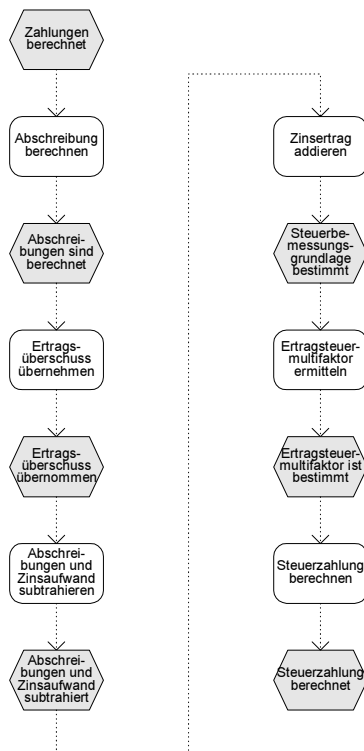 Zahlungen
berechnet
Abschreibung
berechnen
Abschrei-
bungen sind
berechnet
Ertrags-
überschuss
übernehmen
Ertrags-
überschuss
übernommen
Abschrei-
bungen und
Zinsaufwand
subtrahieren
Abschrei-
bungen und
Zinsaufwand
subtrahiert
Zinsertrag
addieren
Steuerbe-
messungs-
grundlage
bestimmt
Ertragsteuer-
multifaktor
ermitteln
Ertragsteuer-
multifaktor ist
bestimmt
Steuerzahlung
berechnen
Steuerzahlung
berechnet